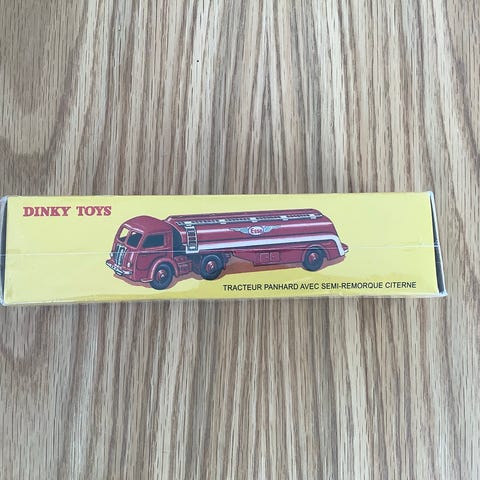 DINKY TOYS
Esso
TRACTEUR PANHARD AVEC SEMI-REMORQUE CITERNE